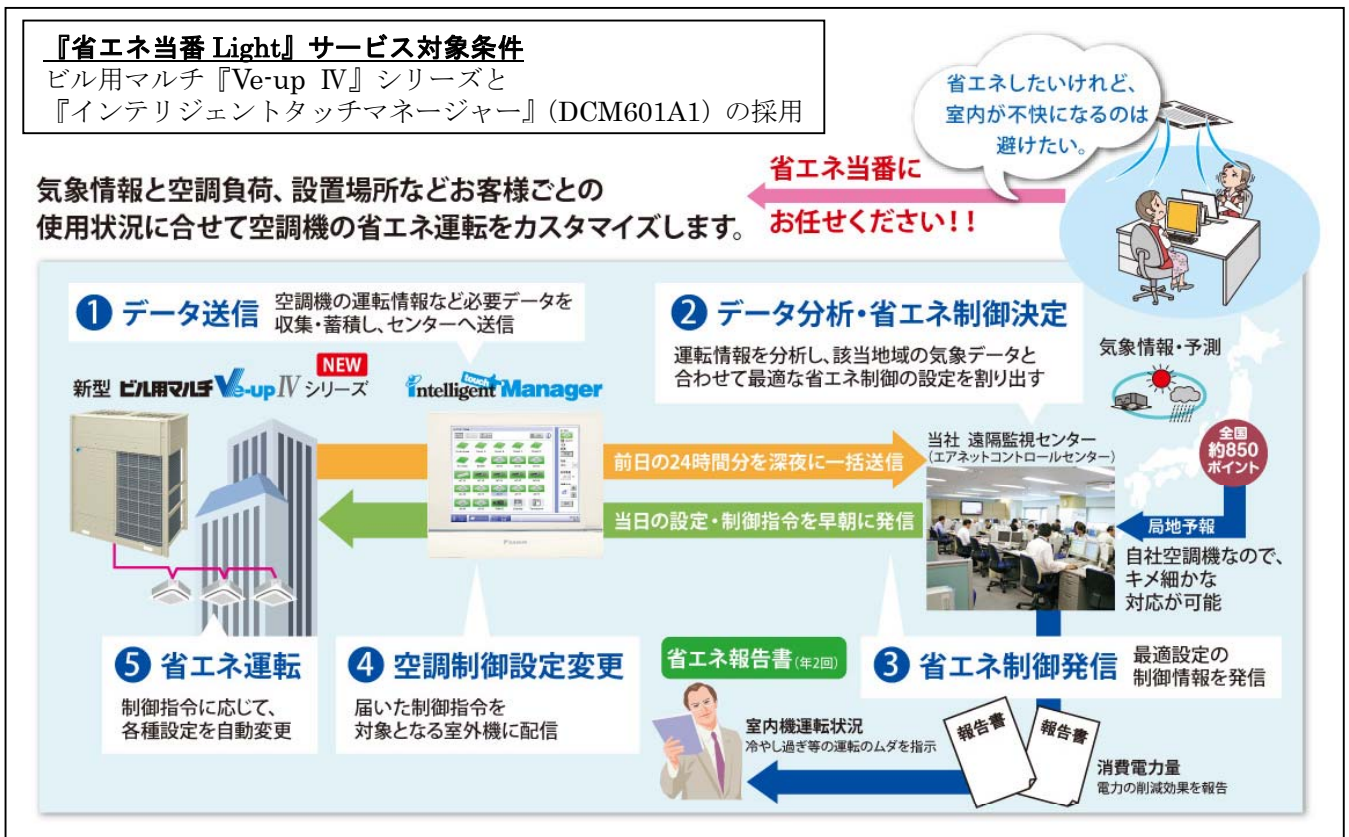 『省エネ当番 Light』サービス対象条件
ビル用マルチ『Ve-up Ⅳ』シリーズと
『インテリジェントタッチマネージャー』(DCM601A1) の採用
省エネしたいけれど、
室内が不快になるのは
避けたい。
気象情報と空調負荷、設置場所などお客様ごとの
使用状況に合せて空調機の省エネ運転をカスタマイズします。
省エネ当番に
お任せください!!
❶ データ送信
空調機の運転情報など必要データを
収集・蓄積し、センターへ送信
❷ データ分析・省エネ制御決定
運転情報を分析し、該当地域の気象データと
合わせて最適な省エネ制御の設定を割り出す
気象情報・予測
NEW
新型 ビル用マルチ Ve-up Ⅳ シリーズ
intelligent touch Manager
DAIKIN
前日の24時間分を深夜に一括送信
当日の設定・制御指令を早朝に発信
当社 遠隔監視センター
(エアネットコントロールセンター)
全国
約850
ポイント
局地予報
自社空調機なので、
キメ細かな
対応が可能
❺ 省エネ運転
制御指令に応じて、
各種設定を自動変更
❹ 空調制御設定変更
届いた制御指令を
対象となる室外機に配信
省エネ報告書(年2回)
❸ 省エネ制御発信
最適設定の
制御情報を発信
室内機運転状況
冷やし過ぎ等の運転のムダを指示
報告書
報告書
消費電力量
電力の削減効果を報告